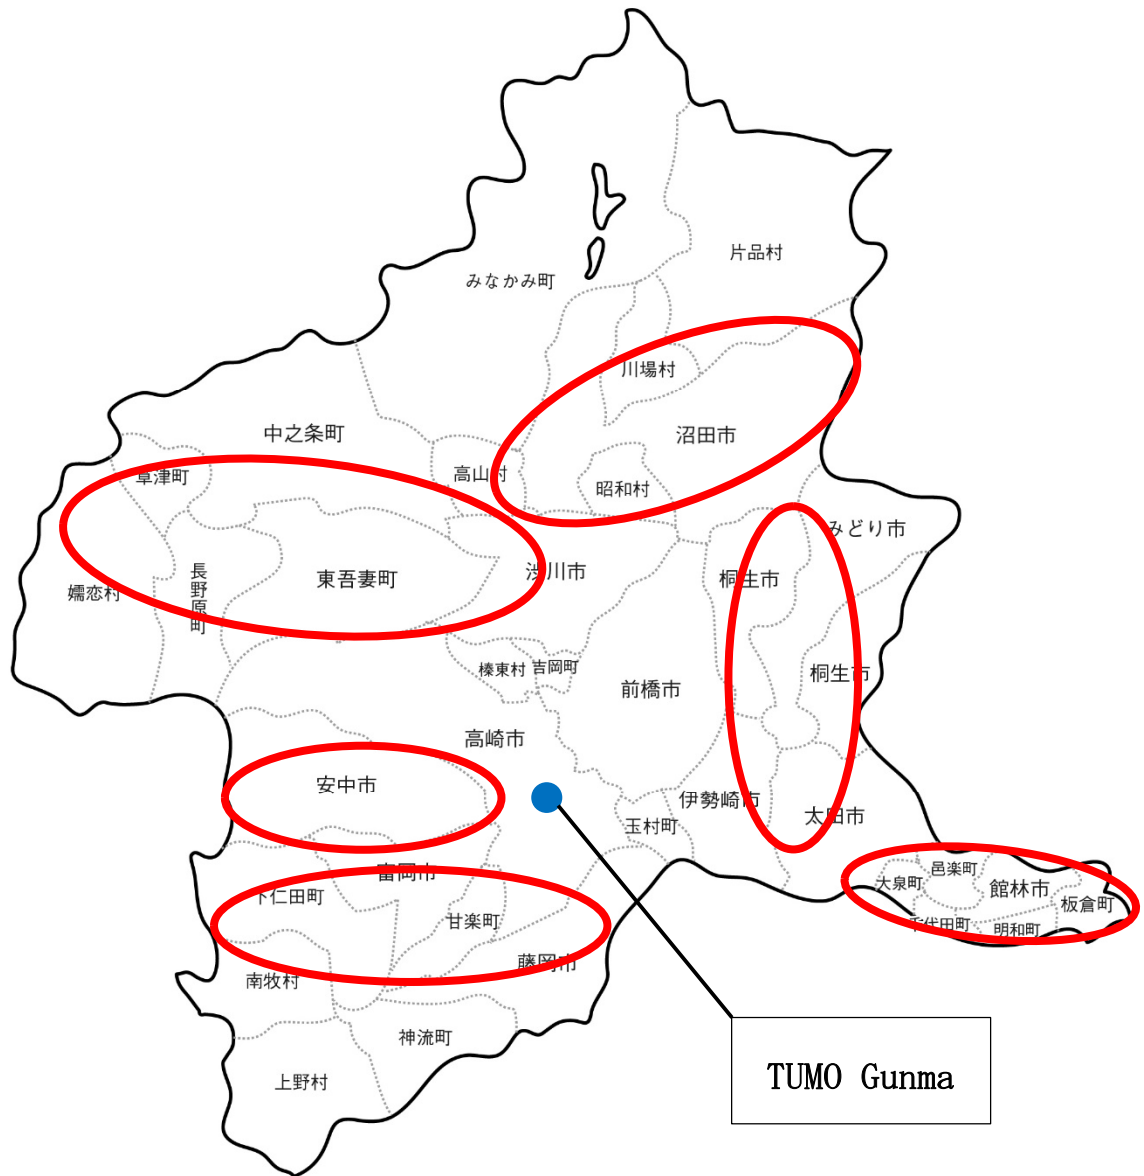 片品村
みなかみ町
川場村
中之条町
沼田市
高山村
草津町
昭和村
みどり市
東吾妻町
渋川市
桐生市
嬬恋村
長野原町
榛東村
吉岡町
前橋市
桐生市
高崎市
安中市
伊勢崎市
玉村町
太田市
富岡市
下仁田町
邑楽町
大泉町
館林市
板倉町
甘楽町
千代田町
明和町
藤岡市
南牧村
神流町
上野村
TUMO Gunma